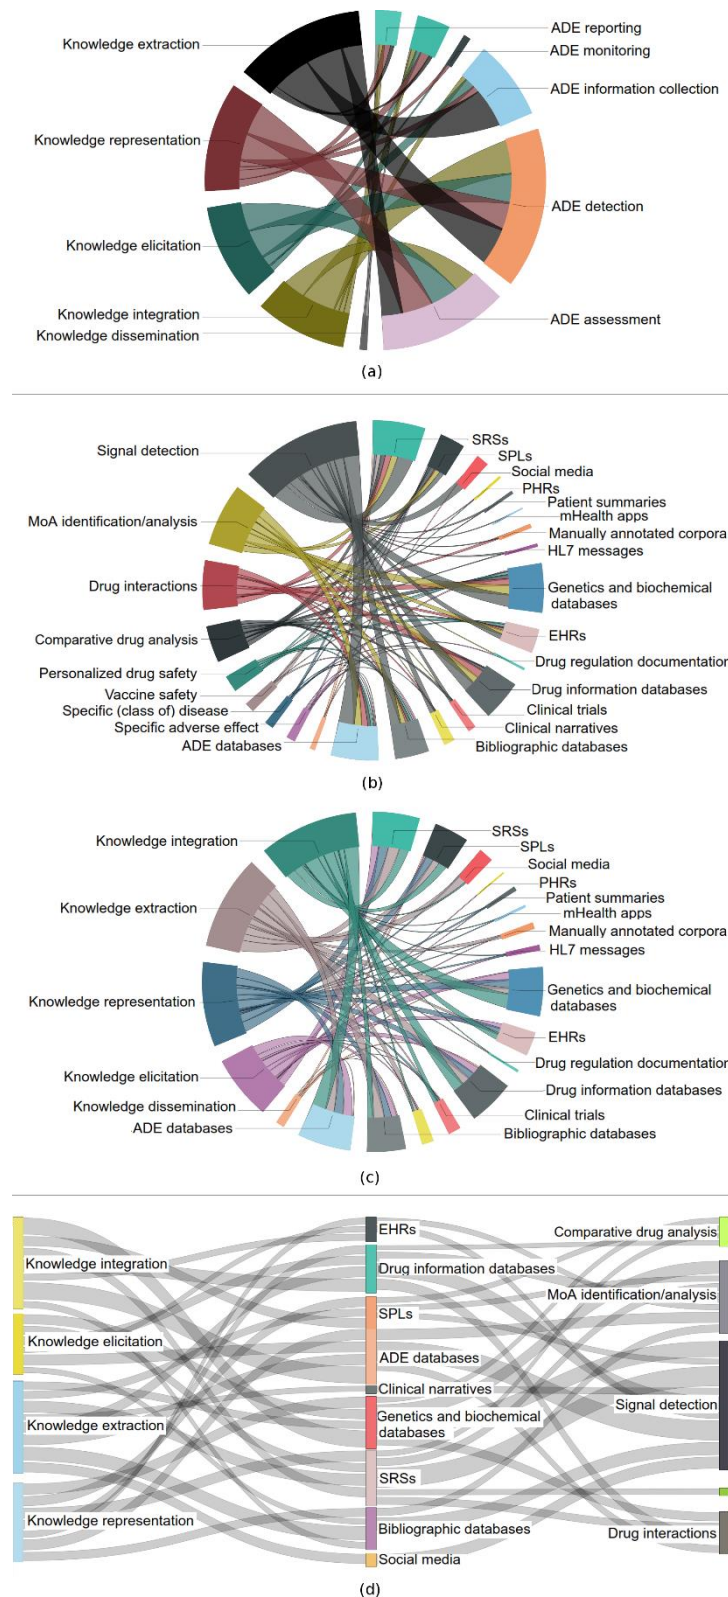 Knowledge extraction
ADE reporting
ADE monitoring
ADE information collection
Knowledge representation
ADE detection
Knowledge elicitation
Knowledge integration
Knowledge dissemination
ADE assessment
(a)
Signal detection
SRSs
SPLs
Social media
PHRs
Patient summaries
mHealth apps
Manually annotated corpora
HL7 messages
MoA identification/analysis
Drug interactions
Genetics and biochemical
databases
Comparative drug analysis
EHRs
Personalized drug safety
Drug regulation documentation
Vaccine safety
Drug information databases
Specific (class of) disease
Clinical trials
Specific adverse effect
Clinical narratives
ADE databases
Bibliographic databases
(b)
Knowledge integration
SRSs
SPLs
Social media
PHRs
Patient summaries
mHealth apps
Manually annotated corpora
HL7 messages
Knowledge extraction
Knowledge representation
Genetics and biochemical
databases
EHRs
Drug regulation documentation
Knowledge elicitation
Drug information databases
Knowledge dissemination
Clinical trials
ADE databases
Bibliographic databases
(c)
EHRs
Comparative drug analysis
Knowledge integration
Drug information databases
MoA identification/analysis
SPLs
Knowledge elicitation
ADE databases
Clinical narratives
Signal detection
Knowledge extraction
Genetics and biochemical
databases
SRSs
Knowledge representation
Bibliographic databases
Drug interactions
Social media
(d)